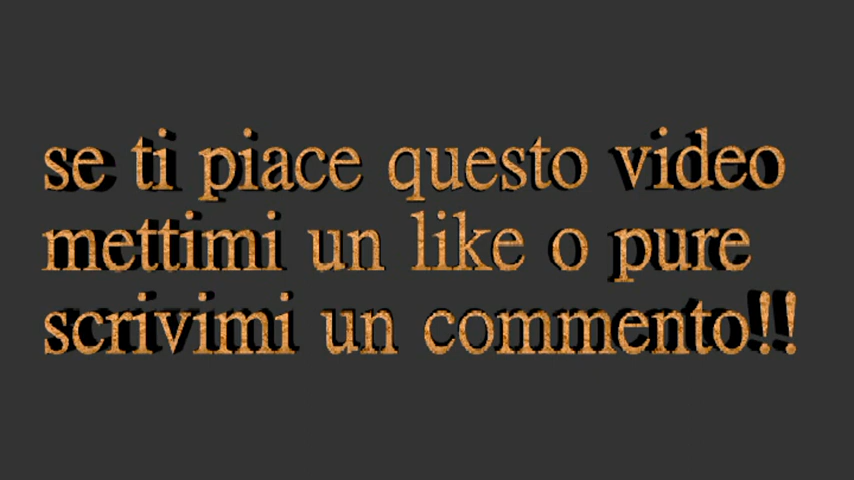 se ti piace questo video
mettimi un like o pure
scrivimi un commento!!